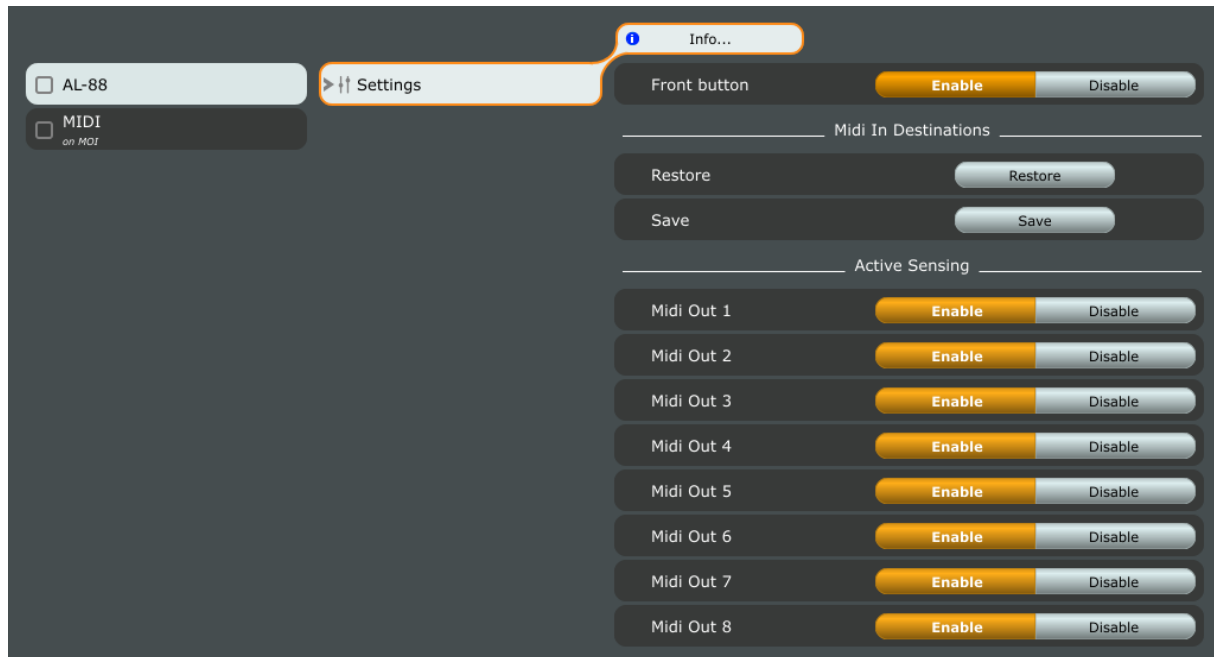 Info...
AL-88
Settings
Front button Enable Disable
MIDI
on MOI
Midi In Destinations
Restore Restore
Save Save
Active Sensing
Midi Out 1 Enable Disable
Midi Out 2 Enable Disable
Midi Out 3 Enable Disable
Midi Out 4 Enable Disable
Midi Out 5 Enable Disable
Midi Out 6 Enable Disable
Midi Out 7 Enable Disable
Midi Out 8 Enable Disable